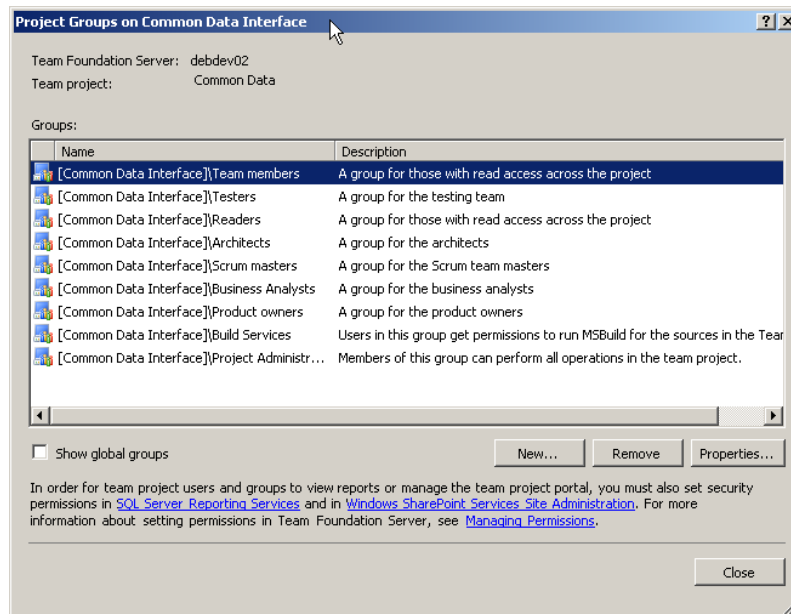 Project Groups on Common Data Interface
Team Foundation Server: debdev02
Team project: Common Data
Groups:
Name Description
[Common Data Interface]\Team members A group for those with read access across the project
[Common Data Interface]\Testers A group for the testing team
[Common Data Interface]\Readers A group for those with read access across the project
[Common Data Interface]\Architects A group for the architects
[Common Data Interface]\Scrum masters A group for the Scrum team masters
[Common Data Interface]\Business Analysts A group for the business analysts
[Common Data Interface]\Product owners A group for the product owners
[Common Data Interface]\Build Services Users in this group get permissions to run MSBuild for the sources in the Tear
[Common Data Interface]\Project Administr... Members of this group can perform all operations in the team project.
Show global groups
New... Remove Properties...
In order for team project users and groups to view reports or manage the team project portal, you must also set security
permissions in SQL Server Reporting Services and in Windows SharePoint Services Site Administration. For more
information about setting permissions in Team Foundation Server, see Managing Permissions.
Close